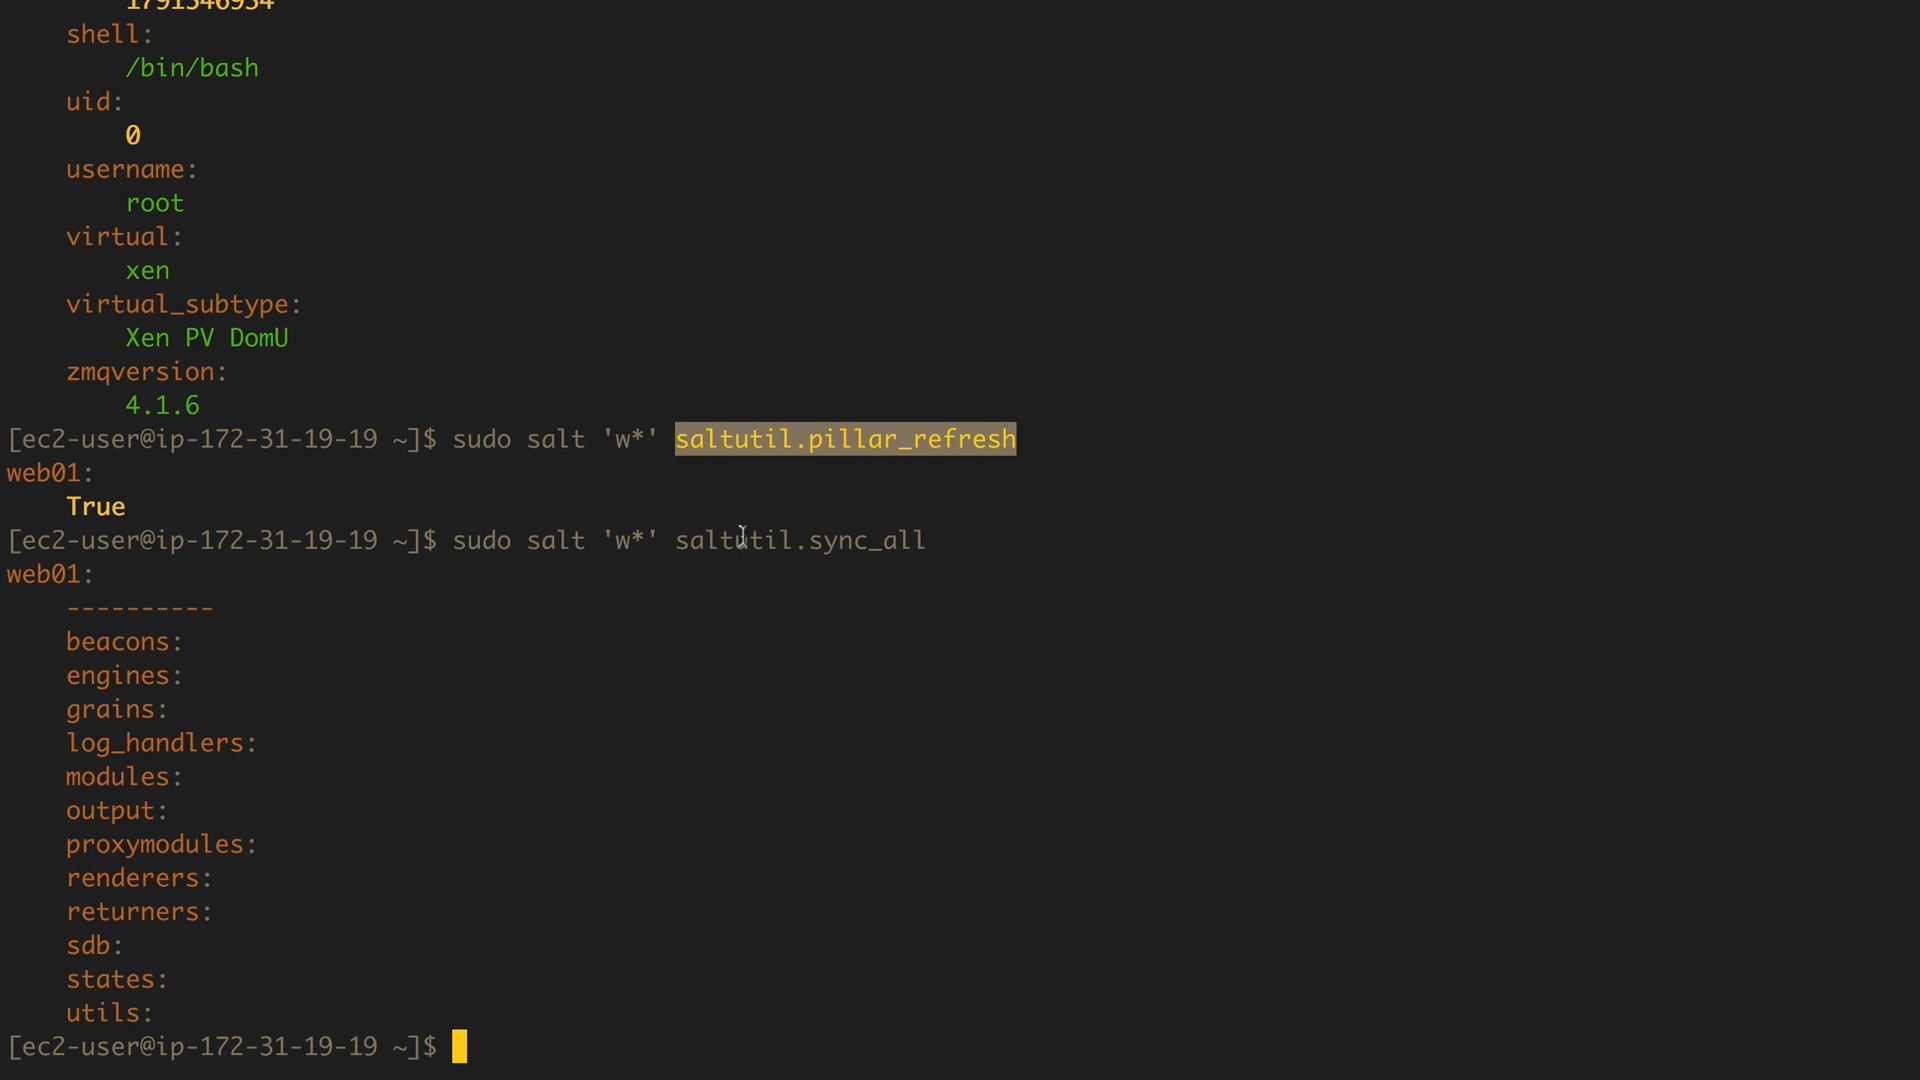 1791546934
shell:
/bin/bash
uid:
0
username:
root
virtual:
xen
virtual_subtype:
Xen PV DomU
zmqversion:
4.1.6
[ec2-user@ip-172-31-19-19 ~]$ sudo salt 'w*' saltutil.pillar_refresh
web01:
True
[ec2-user@ip-172-31-19-19 ~]$ sudo salt 'w*' saltutil.sync_all
web01:
----------
beacons:
engines:
grains:
log_handlers:
modules:
output:
proxymodules:
renderers:
returners:
sdb:
states:
utils:
[ec2-user@ip-172-31-19-19 ~]$